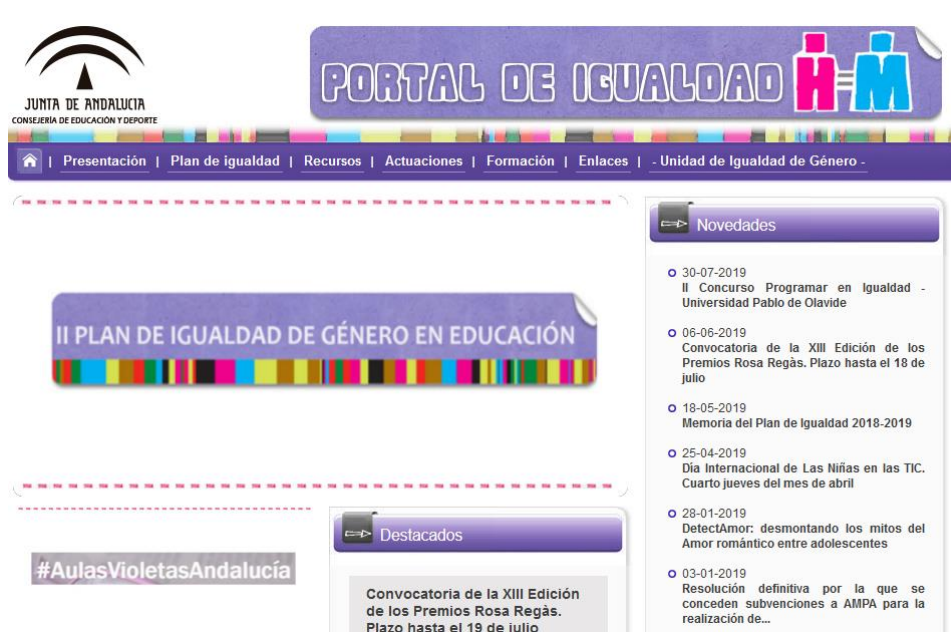 JUNTA DE ANDALUCIA
CONSEJERÍA DE EDUCACIÓN Y DEPORTE
PORTAL DE IGUALDAD H=M
| Presentación | Plan de igualdad | Recursos | Actuaciones | Formación | Enlaces | - Unidad de Igualdad de Género -
II PLAN DE IGUALDAD DE GÉNERO EN EDUCACIÓN
#AulasVioletasAndalucía
Destacados
Convocatoria de la XIII Edición
de los Premios Rosa Regàs.
Plazo hasta el 19 de julio
Novedades
30-07-2019
II Concurso Programar en Igualdad -
Universidad Pablo de Olavide
06-06-2019
Convocatoria de la XIII Edición de los
Premios Rosa Regàs. Plazo hasta el 18 de
julio
18-05-2019
Memoria del Plan de Igualdad 2018-2019
25-04-2019
Día Internacional de Las Niñas en las TIC.
Cuarto jueves del mes de abril
28-01-2019
DetectAmor: desmontando los mitos del
Amor romántico entre adolescentes
03-01-2019
Resolución definitiva por la que se
conceden subvenciones a AMPA para la
realización de...